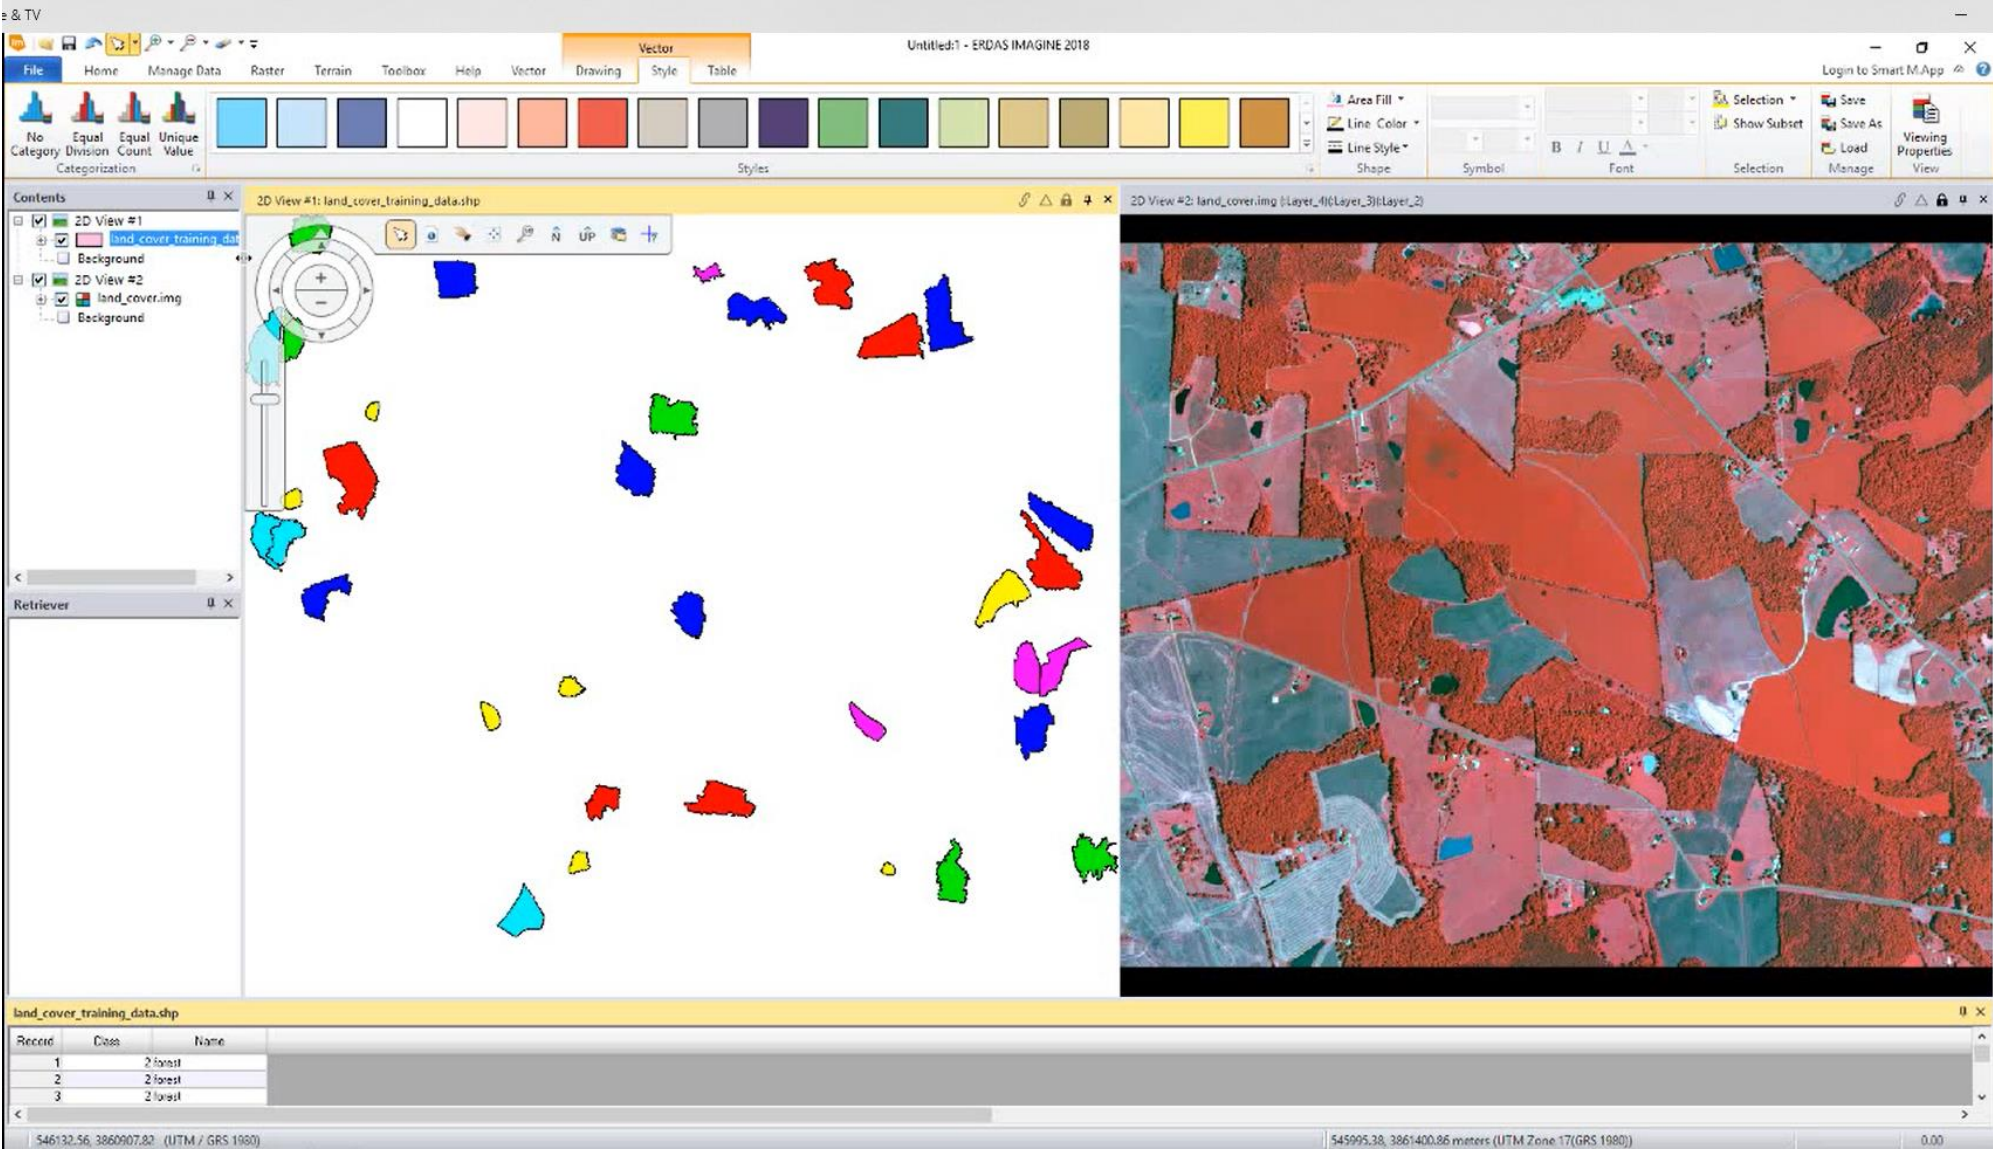 e & TV
Untitled:1 - ERDAS IMAGINE 2018
Vector
File Home Manage Data Raster Terrain Toolbox Help Vector Drawing Style Table
Login to Smart M.App
No Category
Equal Division
Equal Count
Unique Value
Categorization
Styles
Area Fill
Line Color
Line Style
Shape
Symbol
B I U A
Font
Selection
Show Subset
Selection
Save
Save As
Load
Manage
Viewing Properties
View
Contents
2D View #1
land_cover_training_dat
Background
2D View #2
land_cover.img
Background
Retriever
2D View #1: land_cover_training_data.shp
N UP
2D View #2: land_cover.img (:Layer_4)(:Layer_3)(:Layer_2)
land_cover_training_data.shp
Record Class Name
1 2 forest
2 2 forest
3 2 forest
546132.56, 3860907.82 (UTM / GRS 1980)
545995.38, 3861400.86 meters (UTM Zone 17(GRS 1980))
0.00